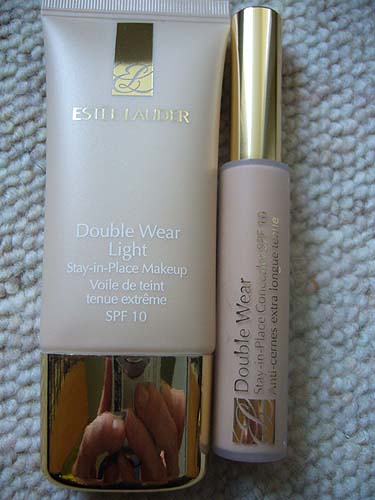 ESTEE LAUDER
Double Wear
Light
Stay-in-Place Makeup
Voile de teint
tenue extrême
SPF 10
Double Wear
Stay-in-Place Concealer SPF 10
Anti-cernes extra longue tenue